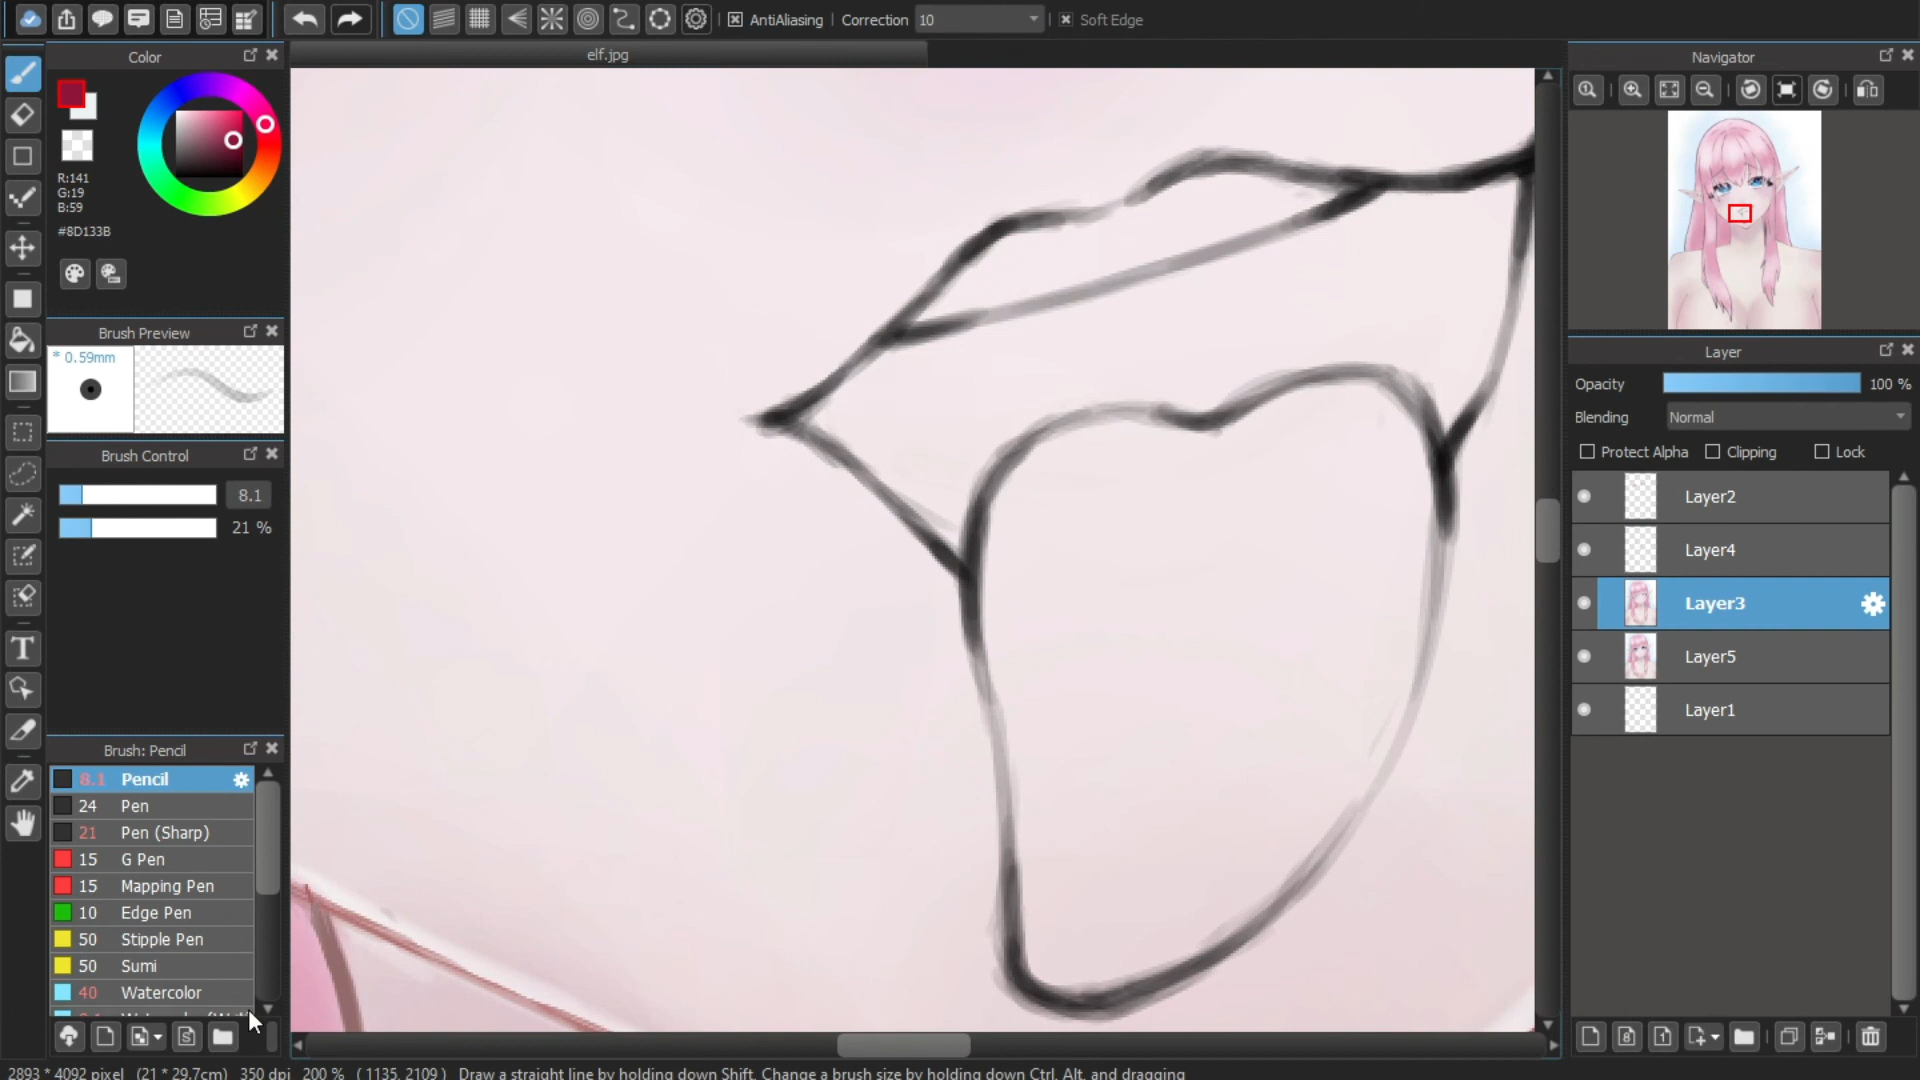 AntiAliasing
Correction
10
Soft Edge
Color
elf.jpg
Navigator
R:141
G:19
B:59
#8D133B
Brush Preview
* 0.59mm
Brush Control
8.1
21 %
Layer
Opacity
100 %
Blending
Normal
Protect Alpha
Clipping
Lock
Layer2
Layer4
Layer3
Layer5
Layer1
Brush: Pencil
8.1 Pencil
24 Pen
21 Pen (Sharp)
15 G Pen
15 Mapping Pen
10 Edge Pen
50 Stipple Pen
50 Sumi
40 Watercolor
2893 * 4092 pixel (21 * 29.7cm) 350 dpi 200 % ( 1135, 2109 ) Draw a straight line by holding down Shift, Change a brush size by holding down Ctrl, Alt, and dragging